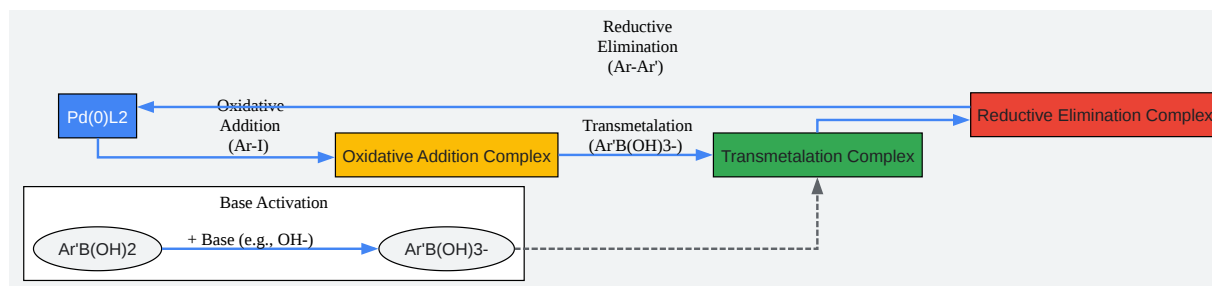 Reductive
Elimination
(Ar-Ar')
Pd(0)L2
Oxidative
Addition
(Ar-I)
Oxidative Addition Complex
Transmetalation
(Ar'B(OH)3-)
Transmetalation Complex
Reductive Elimination Complex
Base Activation
Ar'B(OH)2
+ Base (e.g., OH-)
Ar'B(OH)3-